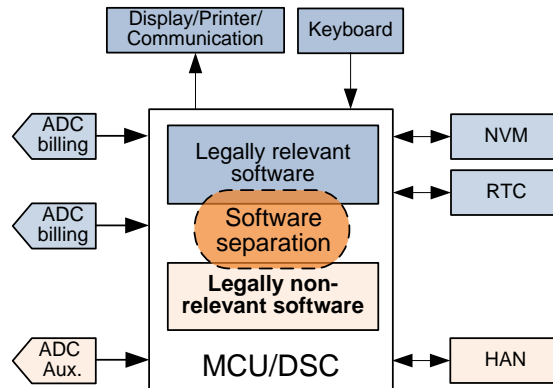 Display/Printer/
Communication
Keyboard
ADC
billing
Legally relevant
software
NVM
RTC
ADC
billing
Software
separation
Legally non-
relevant software
ADC
Aux.
MCU/DSC
HAN